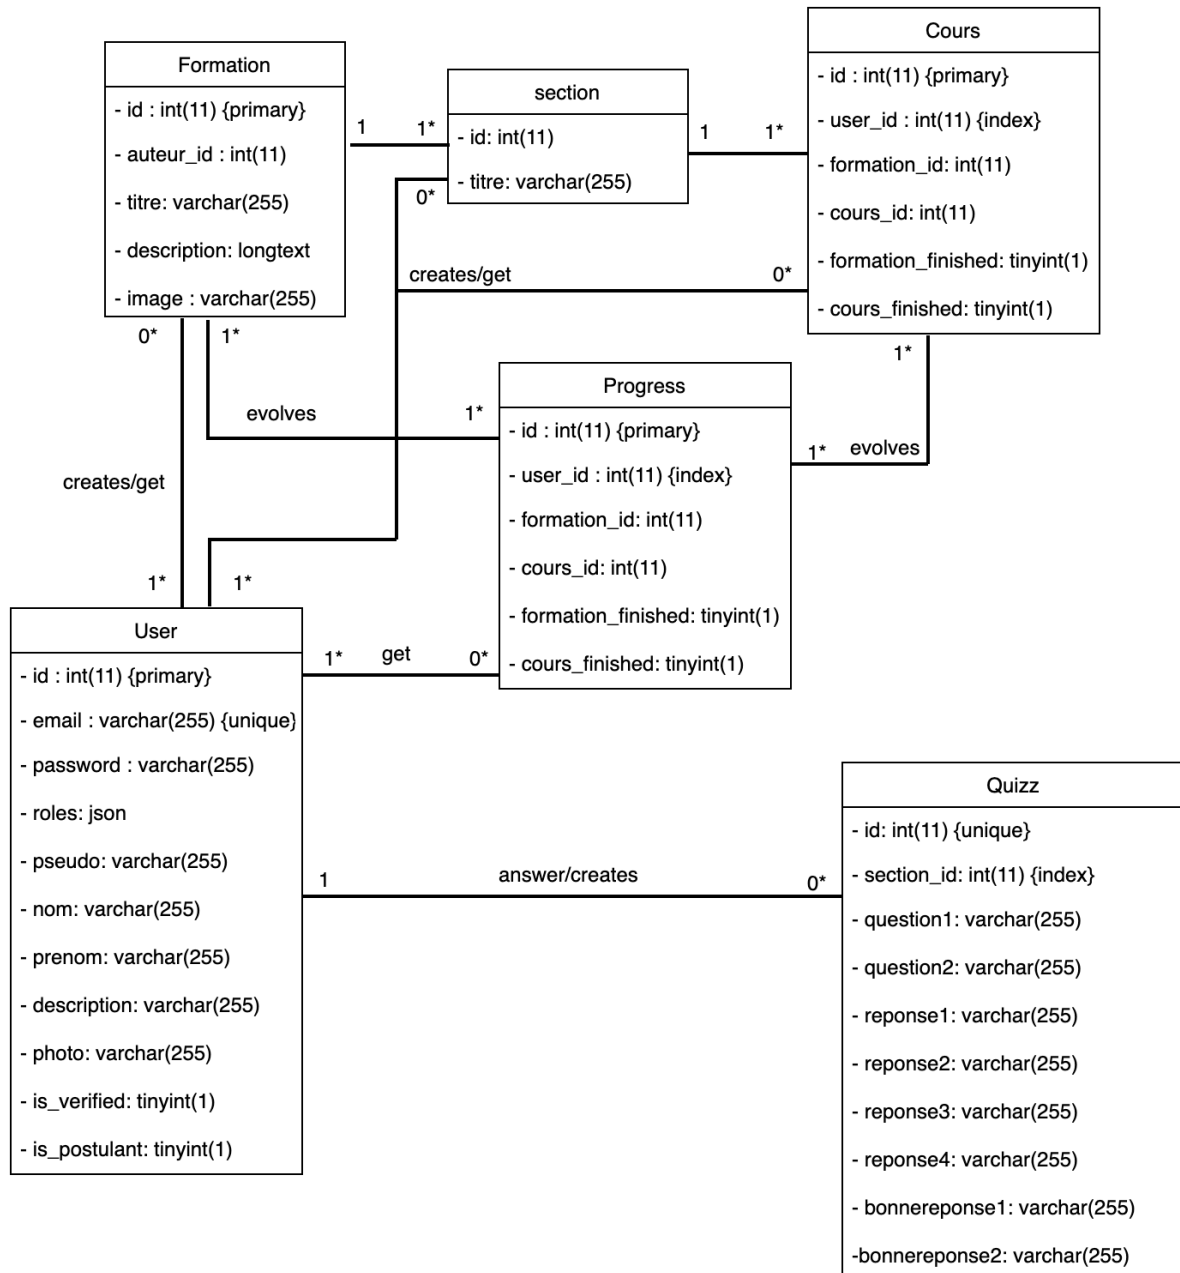 Formation
- id : int(11) {primary}
- auteur_id : int(11)
- titre: varchar(255)
- description: longtext
- image : varchar(255)
1
1*
section
- id: int(11)
- titre: varchar(255)
0*
1
1*
Cours
- id : int(11) {primary}
- user_id : int(11) {index}
- formation_id: int(11)
- cours_id: int(11)
- formation_finished: tinyint(1)
- cours_finished: tinyint(1)
creates/get
0*
0*
1*
evolves
1*
1*
1*
evolves
Progress
- id : int(11) {primary}
- user_id : int(11) {index}
- formation_id: int(11)
- cours_id: int(11)
- formation_finished: tinyint(1)
- cours_finished: tinyint(1)
creates/get
1*
1*
User
- id : int(11) {primary}
- email : varchar(255) {unique}
- password : varchar(255)
- roles: json
- pseudo: varchar(255)
- nom: varchar(255)
- prenom: varchar(255)
- description: varchar(255)
- photo: varchar(255)
- is_verified: tinyint(1)
- is_postulant: tinyint(1)
1*
get
0*
1
answer/creates
0*
Quizz
- id: int(11) {unique}
- section_id: int(11) {index}
- question1: varchar(255)
- question2: varchar(255)
- reponse1: varchar(255)
- reponse2: varchar(255)
- reponse3: varchar(255)
- reponse4: varchar(255)
- bonnereponse1: varchar(255)
-bonnereponse2: varchar(255)